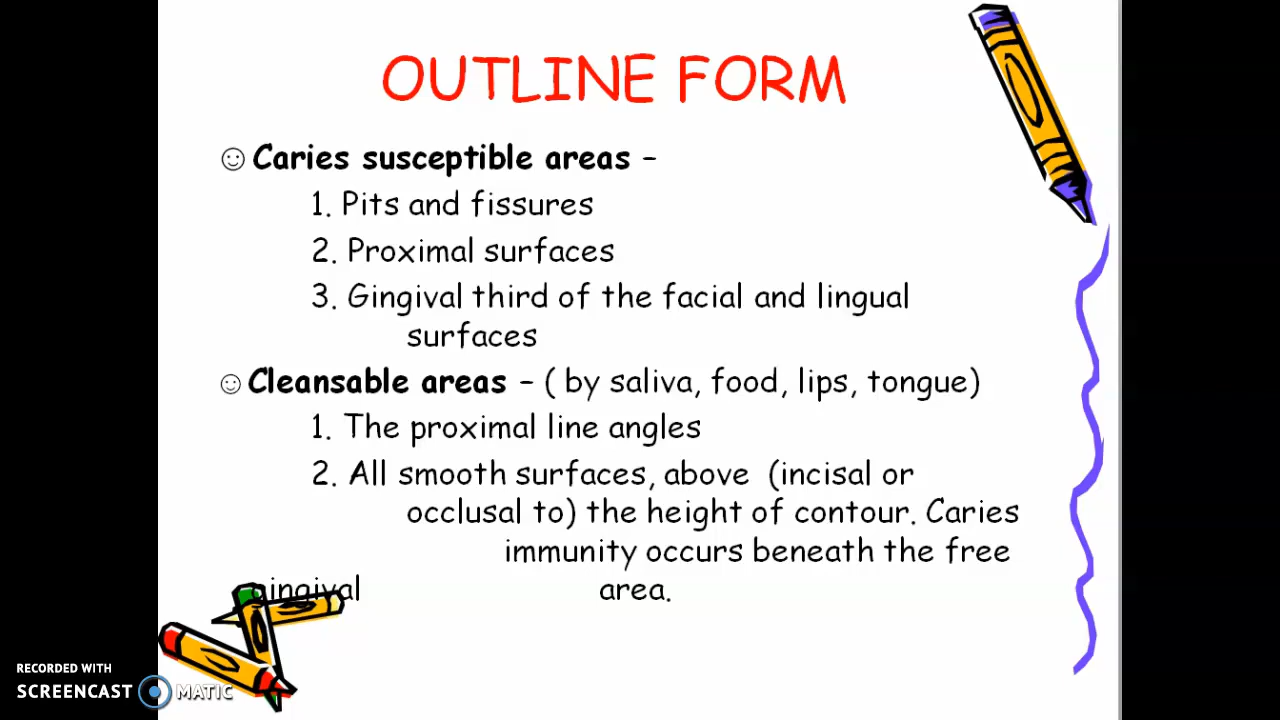 OUTLINE FORM
☺Caries susceptible areas –
1. Pits and fissures
2. Proximal surfaces
3. Gingival third of the facial and lingual
surfaces
☺Cleansable areas – ( by saliva, food, lips, tongue)
1. The proximal line angles
2. All smooth surfaces, above (incisal or
occlusal to) the height of contour. Caries
immunity occurs beneath the free
gingival area.
RECORDED WITH
SCREENCAST MATIC